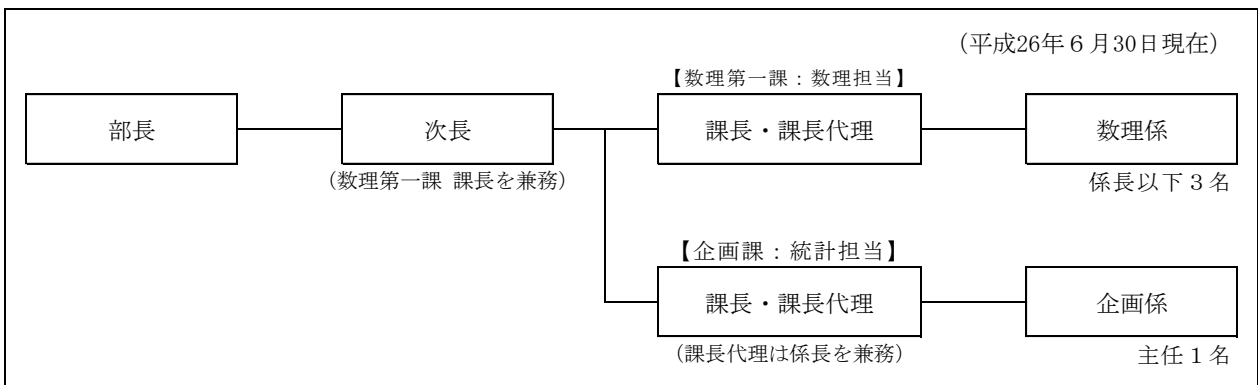 (平成26年6月30日現在)
【数理第一課：数理担当】
部長 次長 課長・課長代理 数理係
(数理第一課 課長を兼務) 係長以下3名
【企画課：統計担当】
課長・課長代理 企画係
(課長代理は係長を兼務) 主任1名